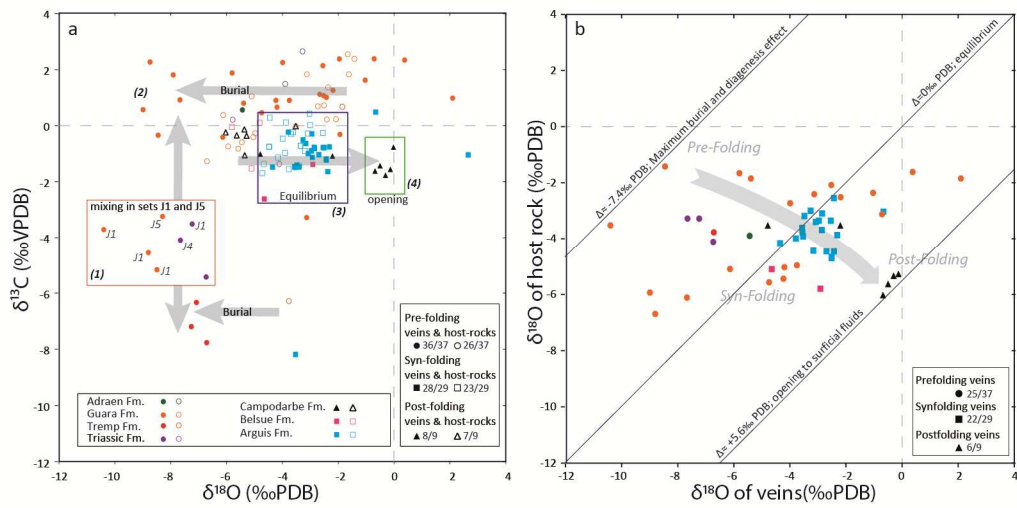 a
δ¹³C (‰VPDB)
4
2
0
-2
-4
-6
-8
-10
-12
-12
-10
-8
-6
-4
-2
0
2
4
δ¹⁸O (‰PDB)
(2)
Burial
Equilibrium
(3)
(4)
opening
mixing in sets J1 and J5
J5
J1
J1
J4
J1
J1
(1)
Burial
Pre-folding
veins & host-rocks
36/37 26/37
Syn-folding
veins & host-rocks
28/29 23/29
Post-folding
veins & host-rocks
8/9 7/9
Adraen Fm.
Guara Fm.
Tremp Fm.
Triassic Fm.
Campodarbe Fm.
Belsue Fm.
Arguis Fm.
b
δ¹⁸O of host rock (‰PDB)
4
2
0
-2
-4
-6
-8
-10
-12
-12
-10
-8
-6
-4
-2
0
2
4
δ¹⁸O of veins(‰PDB)
Δ= -7.4‰ PDB; Maximum burial and diagenesis effect
Δ=0‰ PDB; equilibrium
Δ= +5.6‰ PDB; opening to surficial fluids
Pre-Folding
Syn-Folding
Post-Folding
Prefolding veins
25/37
Synfolding veins
22/29
Postfolding veins
6/9